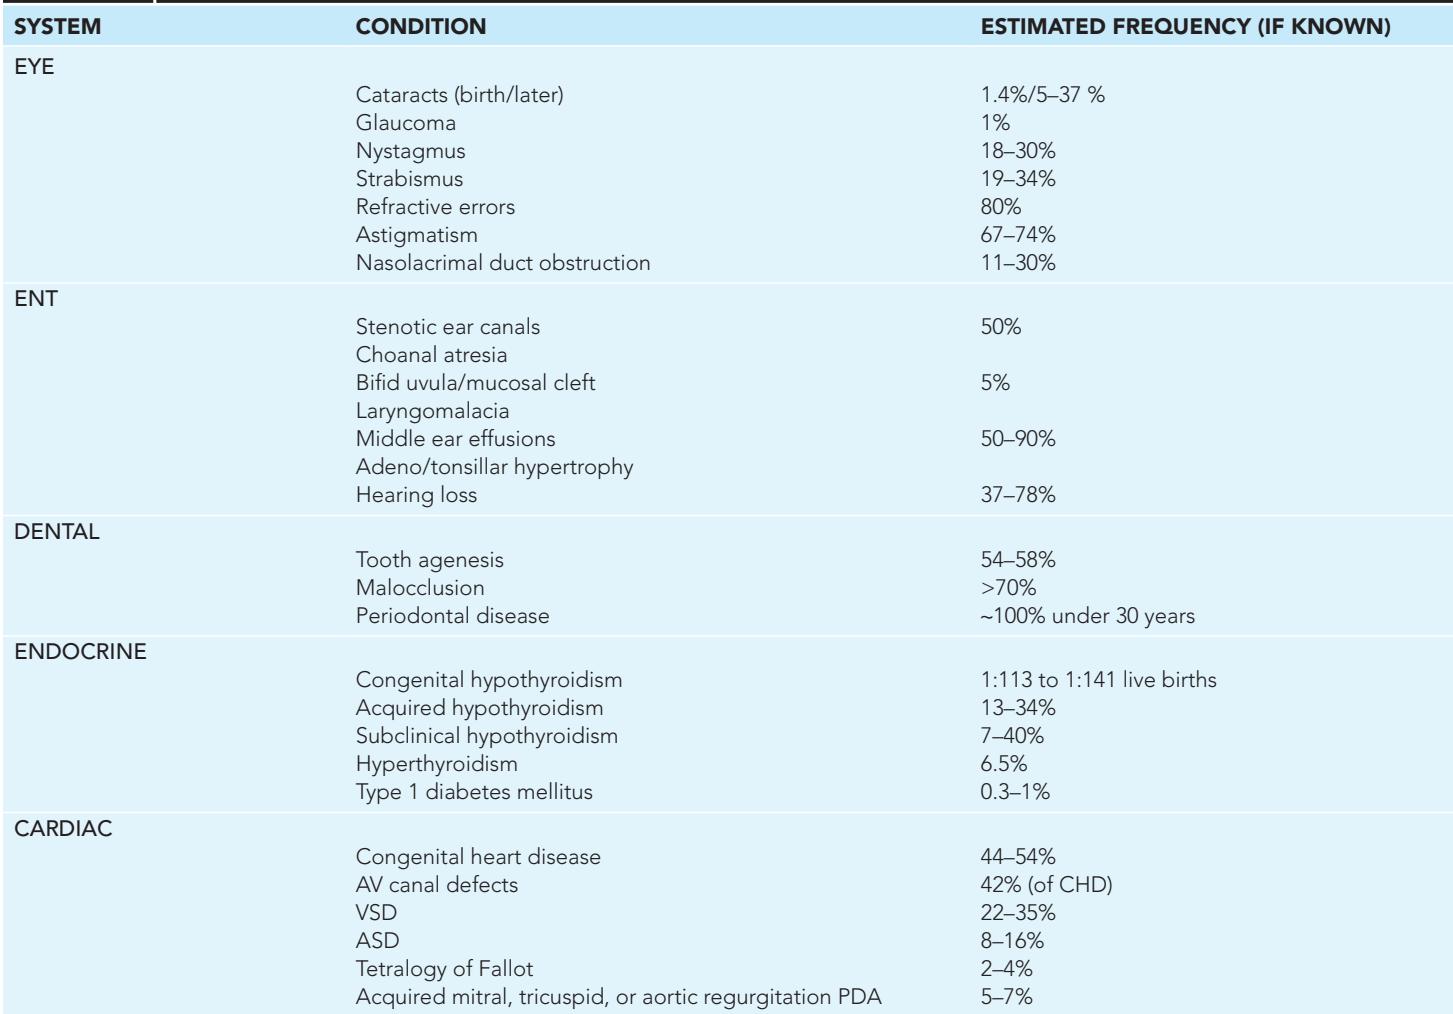 SYSTEM CONDITION ESTIMATED FREQUENCY (IF KNOWN)
EYE
Cataracts (birth/later) 1.4%/5–37 %
Glaucoma 1%
Nystagmus 18–30%
Strabismus 19–34%
Refractive errors 80%
Astigmatism 67–74%
Nasolacrimal duct obstruction 11–30%
ENT
Stenotic ear canals 50%
Choanal atresia
Bifid uvula/mucosal cleft 5%
Laryngomalacia
Middle ear effusions 50–90%
Adeno/tonsillar hypertrophy
Hearing loss 37–78%
DENTAL
Tooth agenesis 54–58%
Malocclusion >70%
Periodontal disease ~100% under 30 years
ENDOCRINE
Congenital hypothyroidism 1:113 to 1:141 live births
Acquired hypothyroidism 13–34%
Subclinical hypothyroidism 7–40%
Hyperthyroidism 6.5%
Type 1 diabetes mellitus 0.3–1%
CARDIAC
Congenital heart disease 44–54%
AV canal defects 42% (of CHD)
VSD 22–35%
ASD 8–16%
Tetralogy of Fallot 2–4%
Acquired mitral, tricuspid, or aortic regurgitation PDA 5–7%